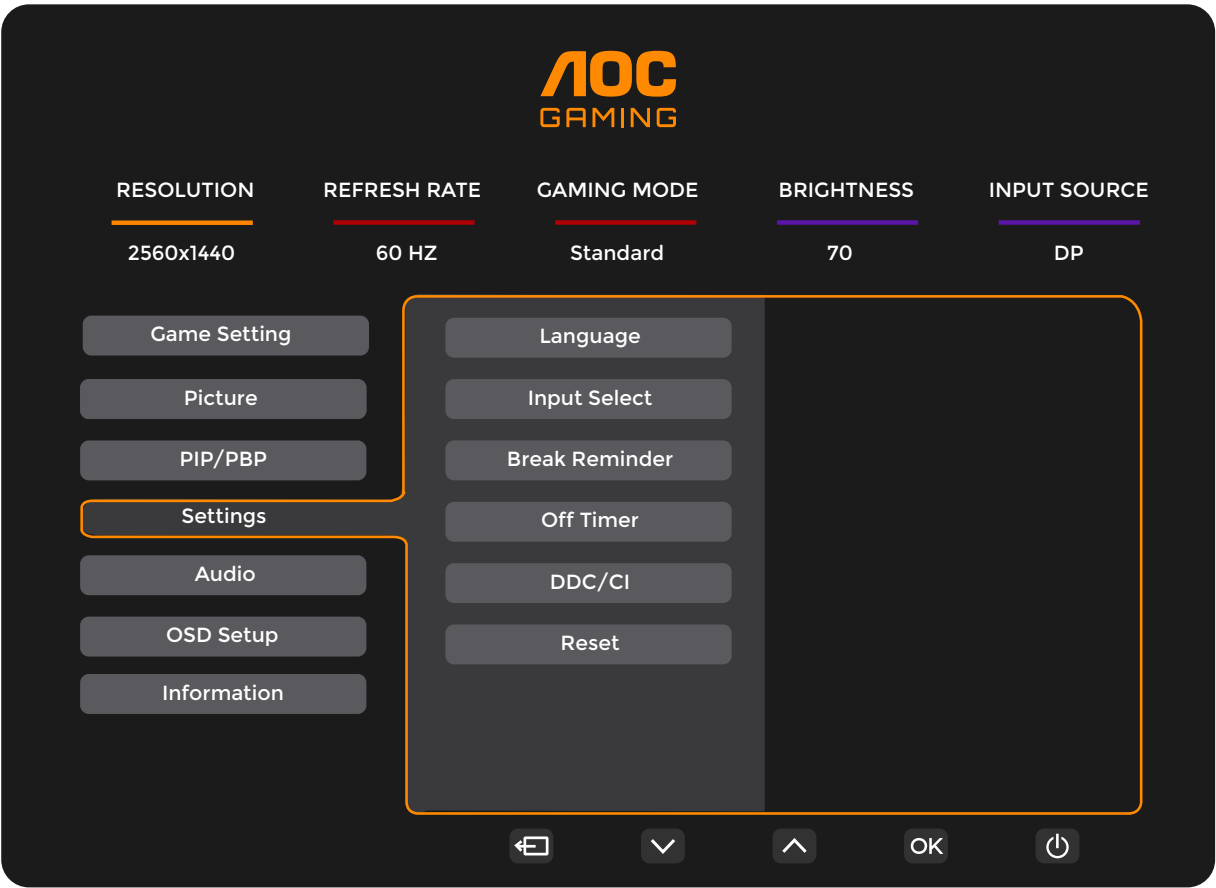 AOC
GAMING
RESOLUTION REFRESH RATE GAMING MODE BRIGHTNESS INPUT SOURCE
2560x1440 60 HZ Standard 70 DP
Game Setting
Picture
PIP/PBP
Settings
Audio
OSD Setup
Information
Language
Input Select
Break Reminder
Off Timer
DDC/CI
Reset
OK